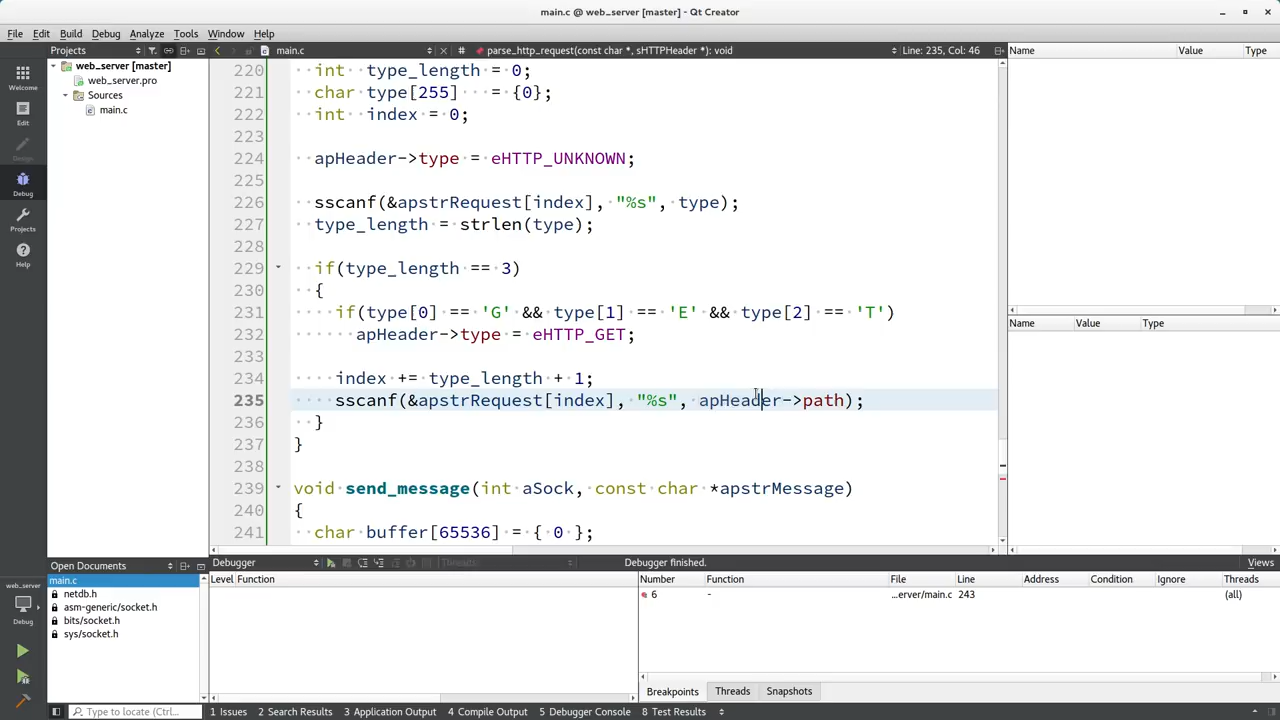 main.c @ web_server [master] - Qt Creator
File Edit Build Debug Analyze Tools Window Help
Projects
main.c
# parse_http_request(const char *, sHTTPHeader *): void
Line: 235, Col: 46
Name Value Type
Welcome
Edit
Design
Debug
Projects
Help
web_server [master]
web_server.pro
Sources
main.c
220 int type_length = 0;
221 char type[255] = {0};
222 int index = 0;
223
224 apHeader->type = eHTTP_UNKNOWN;
225
226 sscanf(&apstrRequest[index], "%s", type);
227 type_length = strlen(type);
228
229 if(type_length == 3)
230 {
231 if(type[0] == 'G' && type[1] == 'E' && type[2] == 'T')
232 apHeader->type = eHTTP_GET;
233
234 index += type_length + 1;
235 sscanf(&apstrRequest[index], "%s", apHeader->path);
236 }
237 }
238
239 void send_message(int aSock, const char *apstrMessage)
240 {
241 char buffer[65536] = { 0 };
Name Value Type
Open Documents
main.c
netdb.h
asm-generic/socket.h
bits/socket.h
sys/socket.h
web_server
Debug
Debugger
Threads:
Debugger finished.
Views
Level Function
Number Function File Line Address Condition Ignore Threads
6 - ...erver/main.c 243 (all)
Breakpoints Threads Snapshots
Type to locate (Ctrl...
1 Issues 2 Search Results 3 Application Output 4 Compile Output 5 Debugger Console 8 Test Results